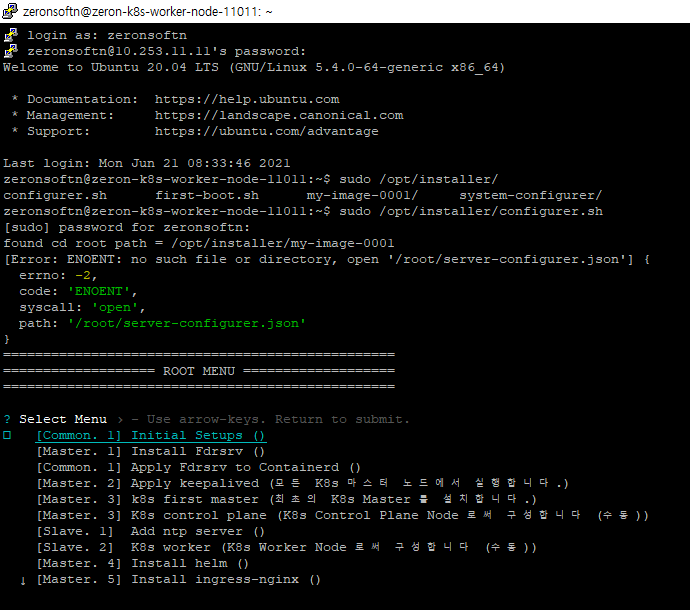 zeronsoftn@zeron-k8s-worker-node-11011: ~
login as: zeronsoftn
zeronsoftn@10.253.11.11's password:
Welcome to Ubuntu 20.04 LTS (GNU/Linux 5.4.0-64-generic x86_64)
* Documentation:  https://help.ubuntu.com
* Management:     https://landscape.canonical.com
* Support:        https://ubuntu.com/advantage
Last login: Mon Jun 21 08:33:46 2021
zeronsoftn@zeron-k8s-worker-node-11011:~$ sudo /opt/installer/
configurer.sh      first-boot.sh      my-image-0001/     system-configurer/
zeronsoftn@zeron-k8s-worker-node-11011:~$ sudo /opt/installer/configurer.sh
[sudo] password for zeronsoftn:
found cd root path = /opt/installer/my-image-0001
[Error: ENOENT: no such file or directory, open '/root/server-configurer.json'] {
  errno: -2,
  code: 'ENOENT',
  syscall: 'open',
  path: '/root/server-configurer.json'
}
=================================================
=================== ROOT MENU ===================
=================================================
? Select Menu › - Use arrow-keys. Return to submit.
[Common. 1] Initial Setups ()
[Master. 1] Install Fdrsrv ()
[Common. 1] Apply Fdrsrv to Containerd ()
[Master. 2] Apply keepalived (모든 K8s 마스터 노드에서 실행합니다.)
[Master. 3] k8s first master (최초의 K8s Master 를 설치합니다.)
[Master. 3] K8s control plane (K8s Control Plane Node 로써 구성합니다 (수동))
[Slave. 1]  Add ntp server ()
[Slave. 2]  K8s worker (K8s Worker Node 로써 구성합니다 (수동))
[Master. 4] Install helm ()
↓ [Master. 5] Install ingress-nginx ()